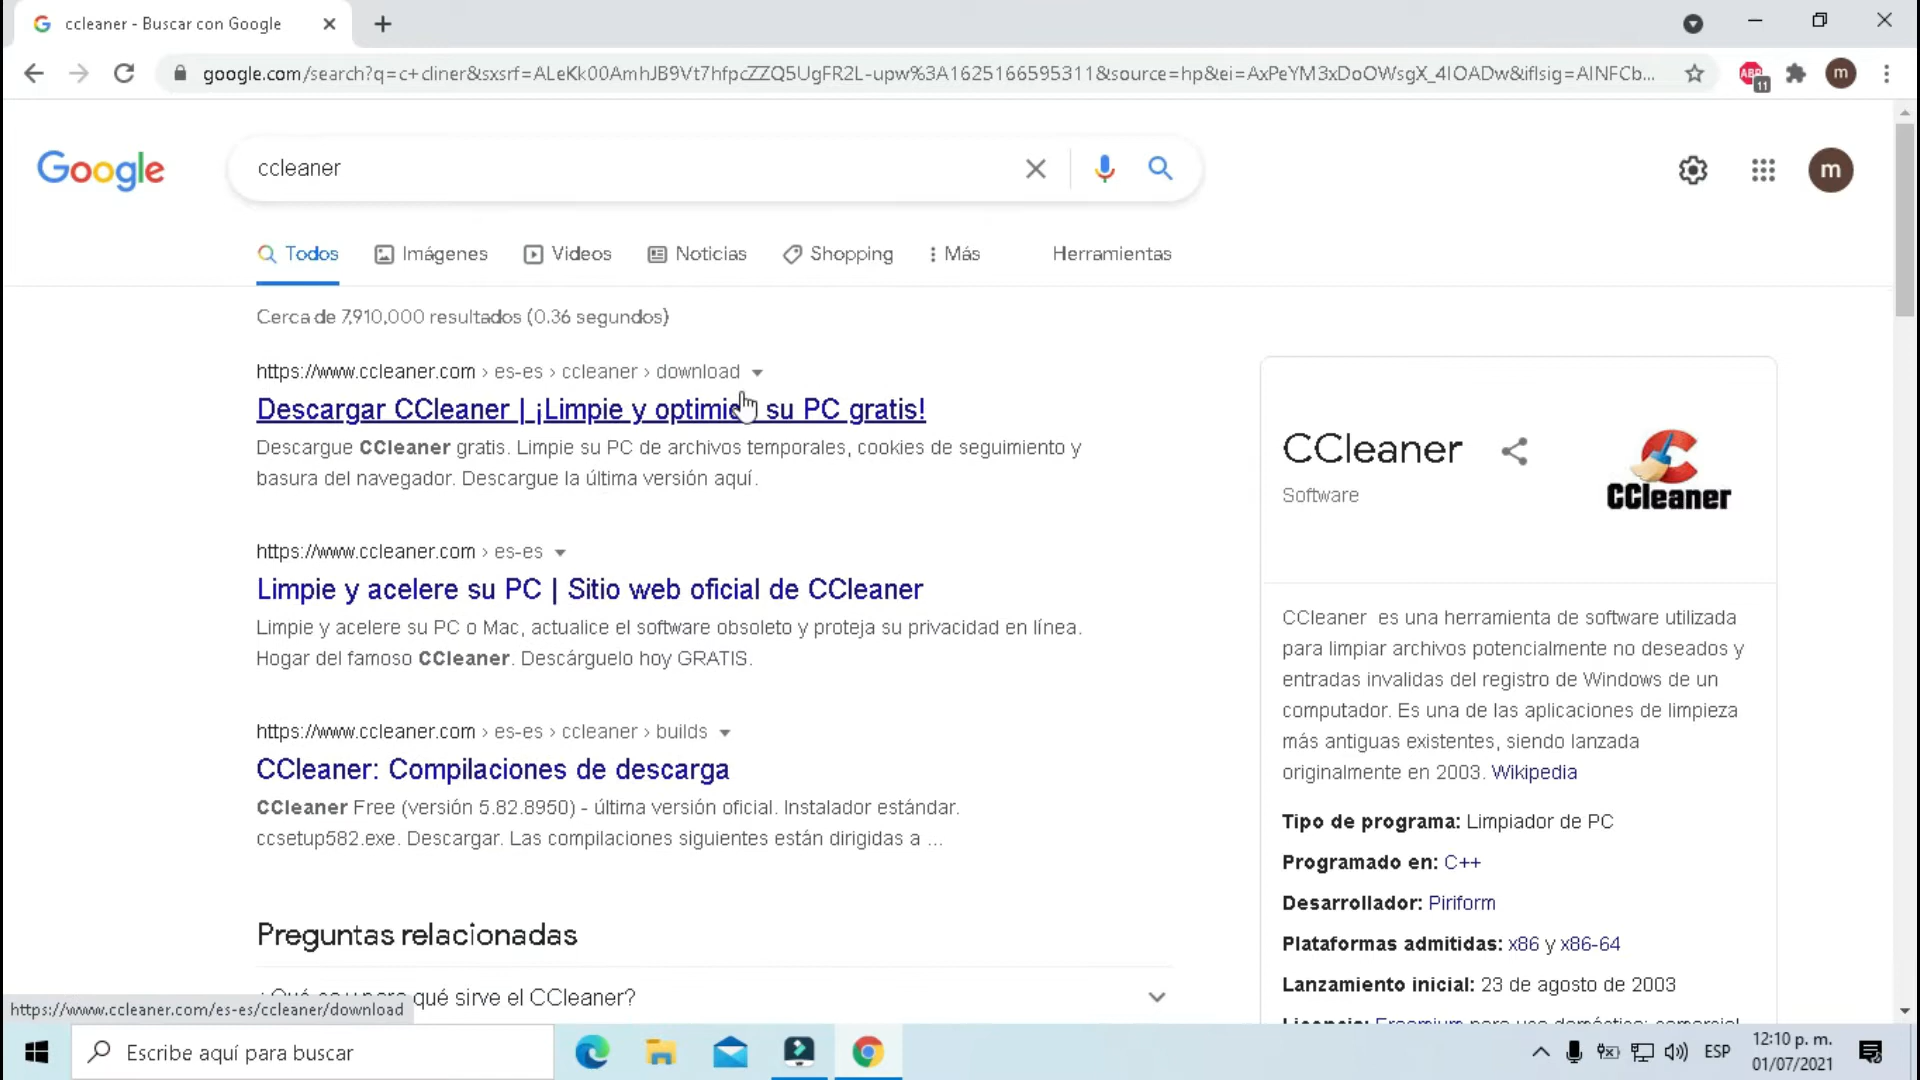 ccleaner - Buscar con Google
google.com/search?q=c+cliner&sxsrf=ALeKk00AmhJB9Vt7hfpcZZQ5UgFR2L-upw%3A1625166595311&source=hp&ei=AxPeYM3xDoOWsgX_4IOADw&iflsig=AINFCb...
ABP
11
m
Google
ccleaner
m
Todos
Imágenes
Videos
Noticias
Shopping
Más
Herramientas
Cerca de 7,910,000 resultados (0.36 segundos)
https://www.ccleaner.com › es-es › ccleaner › download
Descargar CCleaner | ¡Limpie y optimice su PC gratis!
Descargue CCleaner gratis. Limpie su PC de archivos temporales, cookies de seguimiento y
basura del navegador. Descargue la última versión aquí.
https://www.ccleaner.com › es-es
Limpie y acelere su PC | Sitio web oficial de CCleaner
Limpie y acelere su PC o Mac, actualice el software obsoleto y proteja su privacidad en línea.
Hogar del famoso CCleaner. Descárguelo hoy GRATIS.
https://www.ccleaner.com › es-es › ccleaner › builds
CCleaner: Compilaciones de descarga
CCleaner Free (versión 5.82.8950) - última versión oficial. Instalador estándar.
ccsetup582.exe. Descargar. Las compilaciones siguientes están dirigidas a ...
Preguntas relacionadas
qué sirve el CCleaner?
https://www.ccleaner.com/es-es/ccleaner/download
CCleaner
Software
CCleaner
CCleaner es una herramienta de software utilizada
para limpiar archivos potencialmente no deseados y
entradas invalidas del registro de Windows de un
computador. Es una de las aplicaciones de limpieza
más antiguas existentes, siendo lanzada
originalmente en 2003. Wikipedia
Tipo de programa: Limpiador de PC
Programado en: C++
Desarrollador: Piriform
Plataformas admitidas: x86 y x86-64
Lanzamiento inicial: 23 de agosto de 2003
Escribe aquí para buscar
ESP
12:10 p. m.
01/07/2021